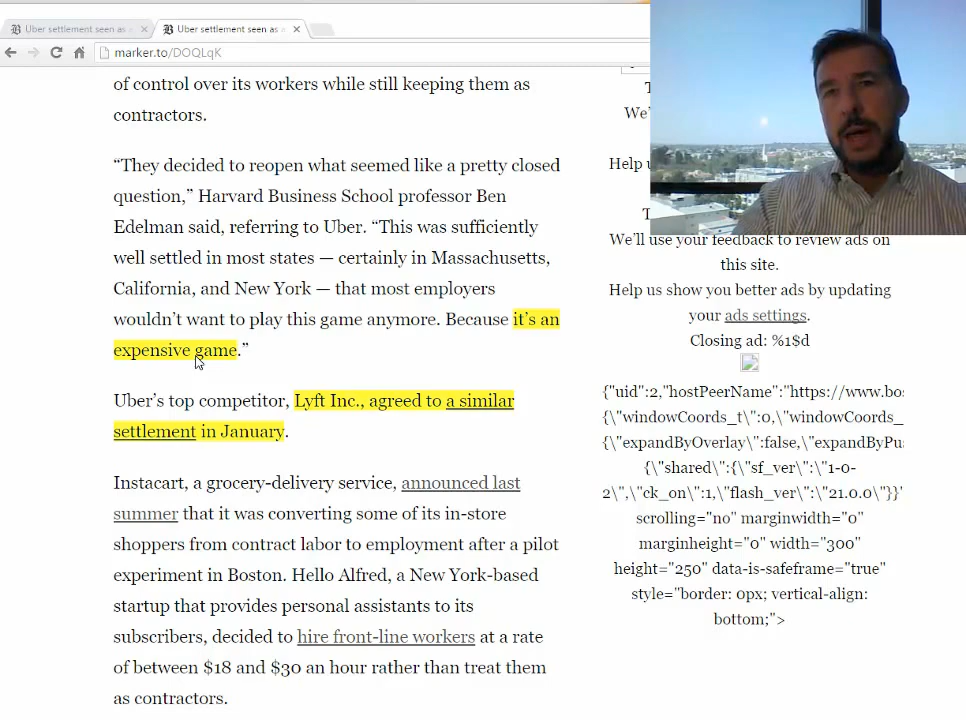 Uber settlement seen as
Uber settlement seen as
marker.to/DOQLqK
of control over its workers while still keeping them as
contractors.
“They decided to reopen what seemed like a pretty closed
question,” Harvard Business School professor Ben
Edelman said, referring to Uber. “This was sufficiently
well settled in most states — certainly in Massachusetts,
California, and New York — that most employers
wouldn’t want to play this game anymore. Because it’s an
expensive game.”
Uber’s top competitor, Lyft Inc., agreed to a similar
settlement in January.
Instacart, a grocery-delivery service, announced last
summer that it was converting some of its in-store
shoppers from contract labor to employment after a pilot
experiment in Boston. Hello Alfred, a New York-based
startup that provides personal assistants to its
subscribers, decided to hire front-line workers at a rate
of between $18 and $30 an hour rather than treat them
as contractors.
We’
Help
We’ll use your feedback to review ads on
this site.
Help us show you better ads by updating
your ads settings.
Closing ad: %1$d
{"uid":2,"hostPeerName":"https://www.bos
{\"windowCoords_t\":0,\"windowCoords_
{\"expandByOverlay\":false,\"expandByPu
{\"shared\":{\"sf_ver\":\"1-0-
2\",\"ck_on\":1,\"flash_ver\":\"21.0.0\"}}'
scrolling="no" marginwidth="0"
marginheight="0" width="300"
height="250" data-is-safeframe="true"
style="border: 0px; vertical-align:
bottom;">